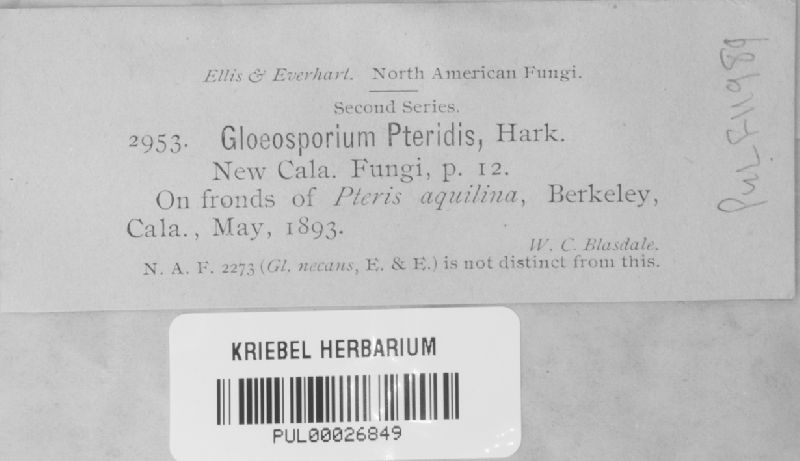 Ellis & Everhart. North American Fungi.
Second Series.
2953. Gloeosporium Pteridis, Hark.
New Cala. Fungi, p. 12.
On fronds of Pteris aquilina, Berkeley,
Cala., May, 1893.
W. C. Blasdale.
N. A. F. 2273 (Gl. necans, E. & E.) is not distinct from this.
PUL F11989
KRIEBEL HERBARIUM
PUL00026849